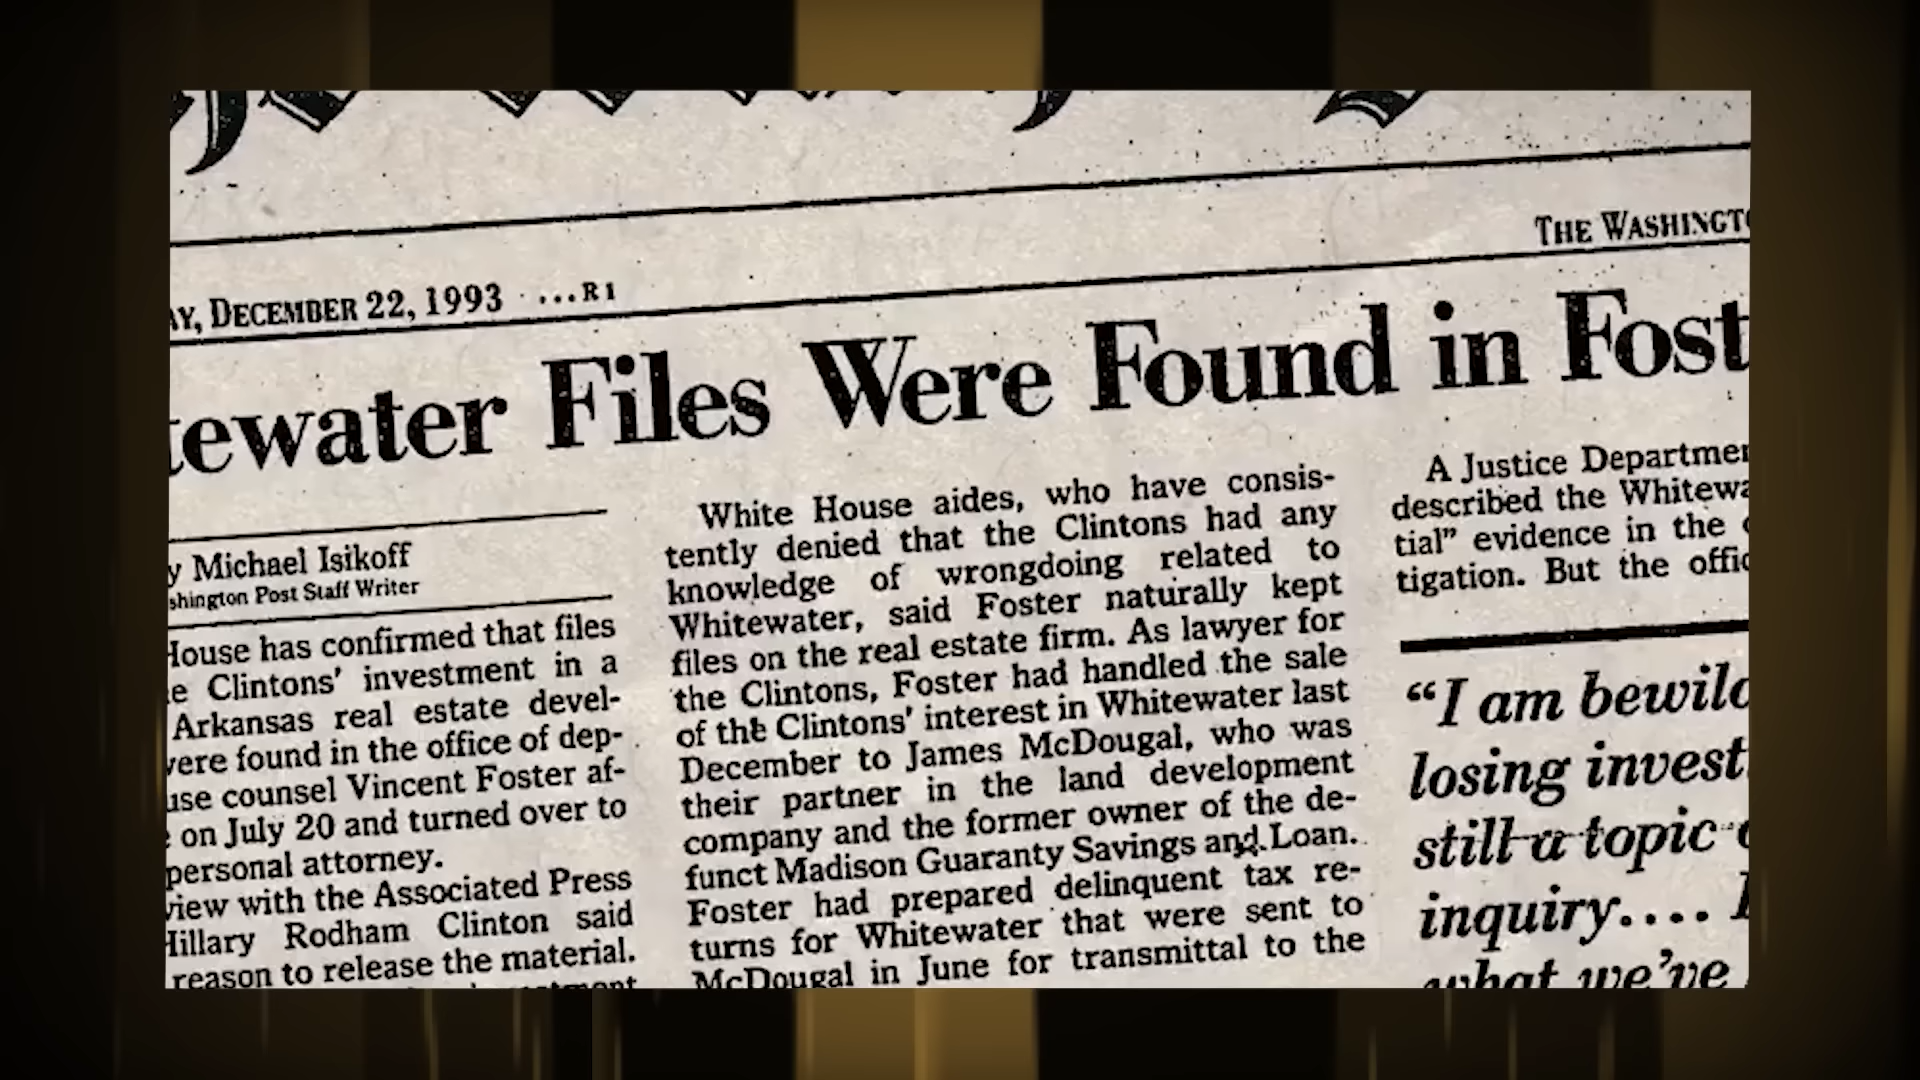 THE WASHINGTO
AY, DECEMBER 22, 1993 ...R 1
tewater Files Were Found in Fost
y Michael Isikoff
shington Post Staff Writer
House has confirmed that files
e Clintons' investment in a
Arkansas real estate devel-
were found in the office of dep-
use counsel Vincent Foster af-
on July 20 and turned over to
personal attorney.
view with the Associated Press
Hillary Rodham Clinton said
reason to release the material.
White House aides, who have consis-
tently denied that the Clintons had any
knowledge of wrongdoing related to
Whitewater, said Foster naturally kept
files on the real estate firm. As lawyer for
the Clintons, Foster had handled the sale
of the Clintons' interest in Whitewater last
December to James McDougal, who was
their partner in the land development
company and the former owner of the de-
funct Madison Guaranty Savings and Loan.
Foster had prepared delinquent tax re-
turns for Whitewater that were sent to
McDougal in June for transmittal to the
A Justice Departmen
described the Whitewa
tial" evidence in the
tigation. But the offic
"I am bewild
losing invest
still a topic
inquiry....
what we've